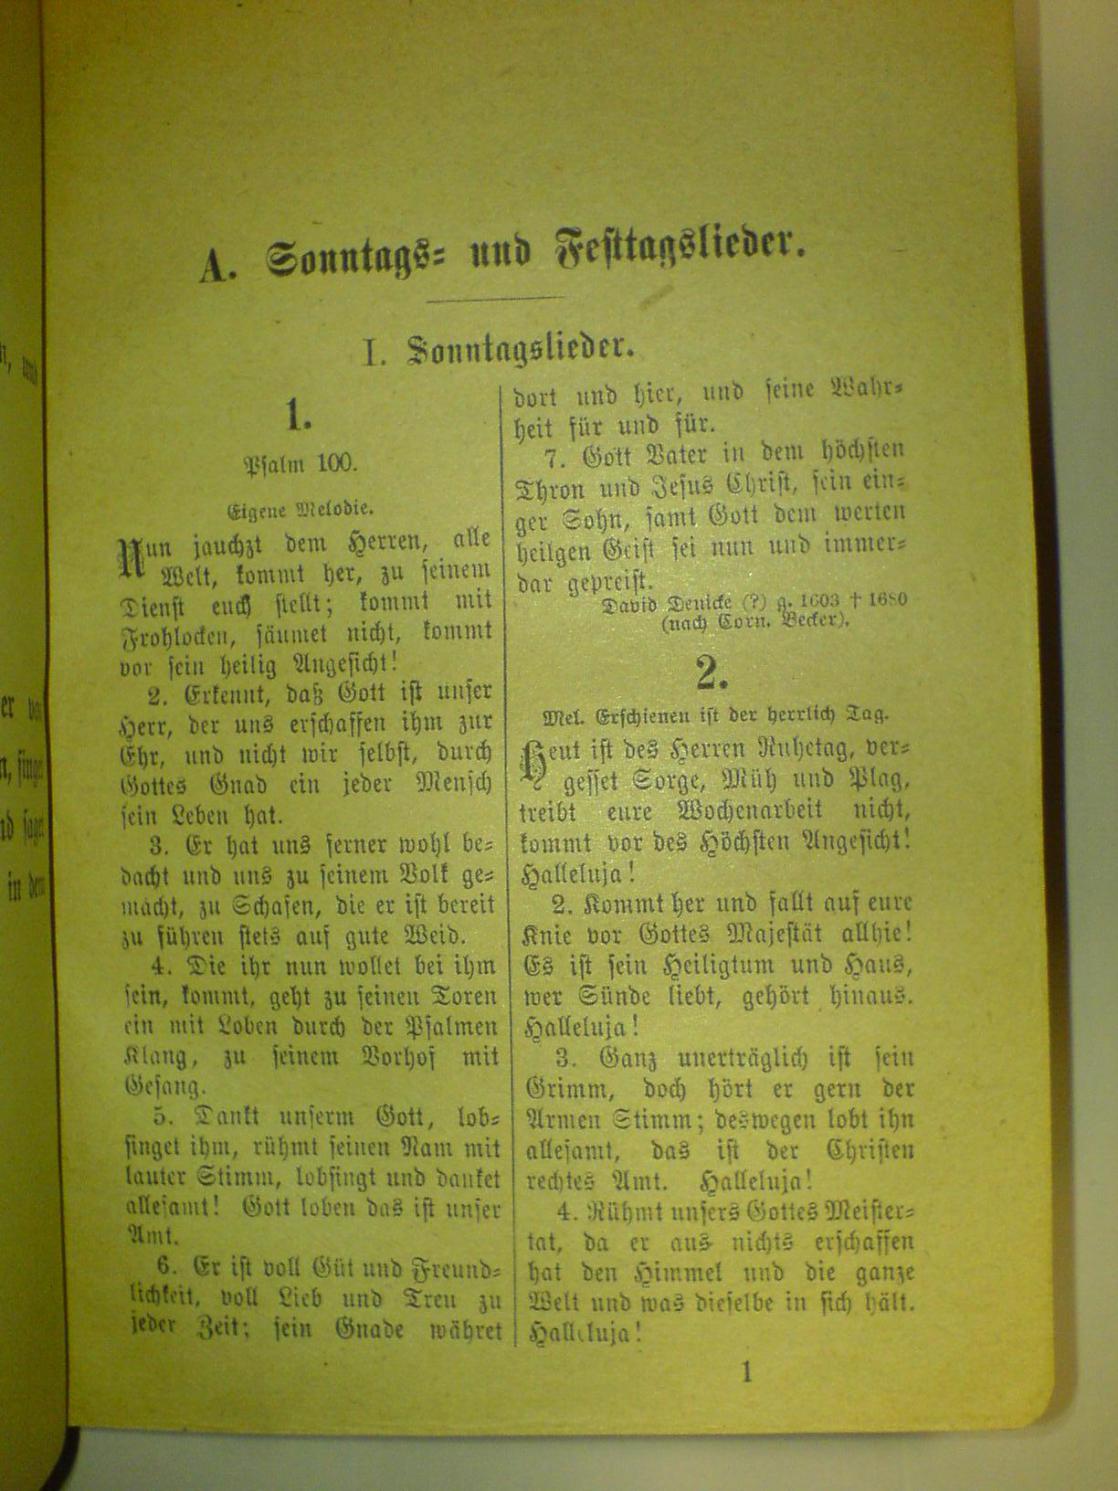 A. Sonntags- und Festtagslieder.
I. Sonntagslieder.
1.
Psalm 100.
Eigene Melodie.
Nun jauchzt dem Herren, alle
Welt, kommt her, zu seinem
Dienst euch stellt; kommt mit
Frohlocken, säumet nicht, kommt
vor sein heilig Angesicht!
2. Erkennt, daß Gott ist unser
Herr, der uns erschaffen ihm zur
Ehr, und nicht wir selbst, durch
Gottes Gnad ein jeder Mensch
sein Leben hat.
3. Er hat uns ferner wohl be-
dacht und uns zu seinem Volk ge-
macht, zu Schafen, die er ist bereit
zu führen stets auf gute Weid.
4. Die ihr nun wollet bei ihm
sein, kommt, geht zu seinen Toren
ein mit Loben durch der Psalmen
Klang, zu seinem Vorhof mit
Gesang.
5. Dankt unserm Gott, lob-
singet ihm, rühmt seinen Nam mit
lauter Stimm, lobsingt und danket
allesamt! Gott loben das ist unser
Amt.
6. Er ist voll Güt und Freund-
lichkeit, voll Lieb und Treu zu
jeder Zeit; sein Gnade währet
dort und hier, und seine Wahr-
heit für und für.
7. Gott Vater in dem höchsten
Thron und Jesus Christ, sein ein-
ger Sohn, samt Gott dem werten
heilgen Geist sei nun und immer-
dar gepreist.
David Denicke (?) g. 1603 † 1680
(nach Corn. Becker).
2.
Mel. Erschienen ist der herrlich Tag.
Heut ist des Herren Ruhetag, ver-
gesset Sorge, Müh und Plag,
treibt eure Wochenarbeit nicht,
kommt vor des Höchsten Angesicht!
Halleluja!
2. Kommt her und fallt auf eure
Knie vor Gottes Majestät allhie!
Es ist sein Heiligtum und Haus,
wer Sünde liebt, gehört hinaus.
Halleluja!
3. Ganz unerträglich ist sein
Grimm, doch hört er gern der
Armen Stimm; deswegen lobt ihn
allesamt, das ist der Christen
rechtes Amt. Halleluja!
4. Rühmt unsers Gottes Meister-
tat, da er aus nichts erschaffen
hat den Himmel und die ganze
Welt und was dieselbe in sich hält.
Halleluja!
1